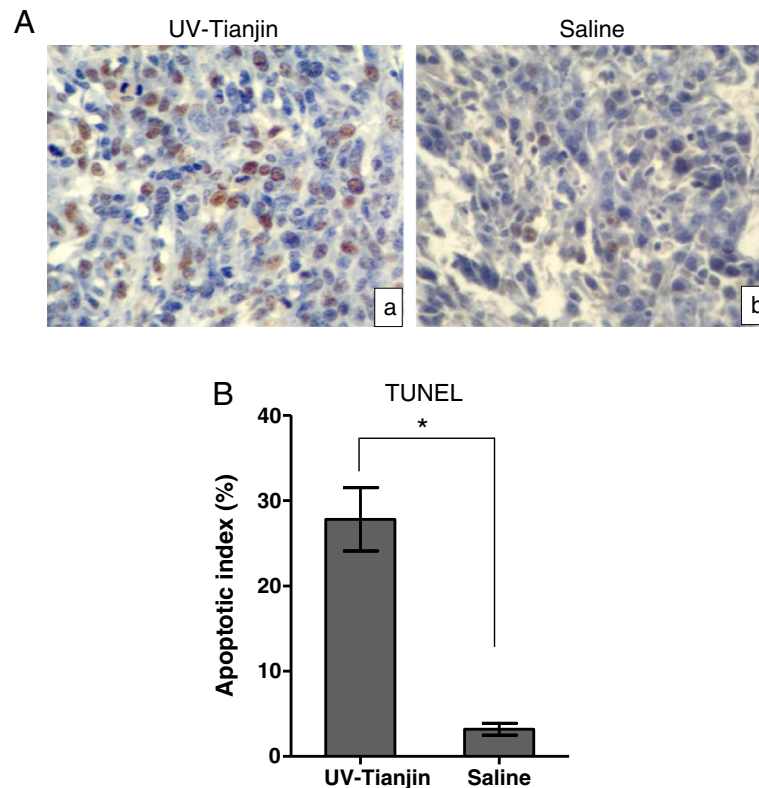 A
UV-Tianjin
Saline
a
b
B
TUNEL
*
40
30
20
10
0
Apoptotic index (%)
UV-Tianjin
Saline